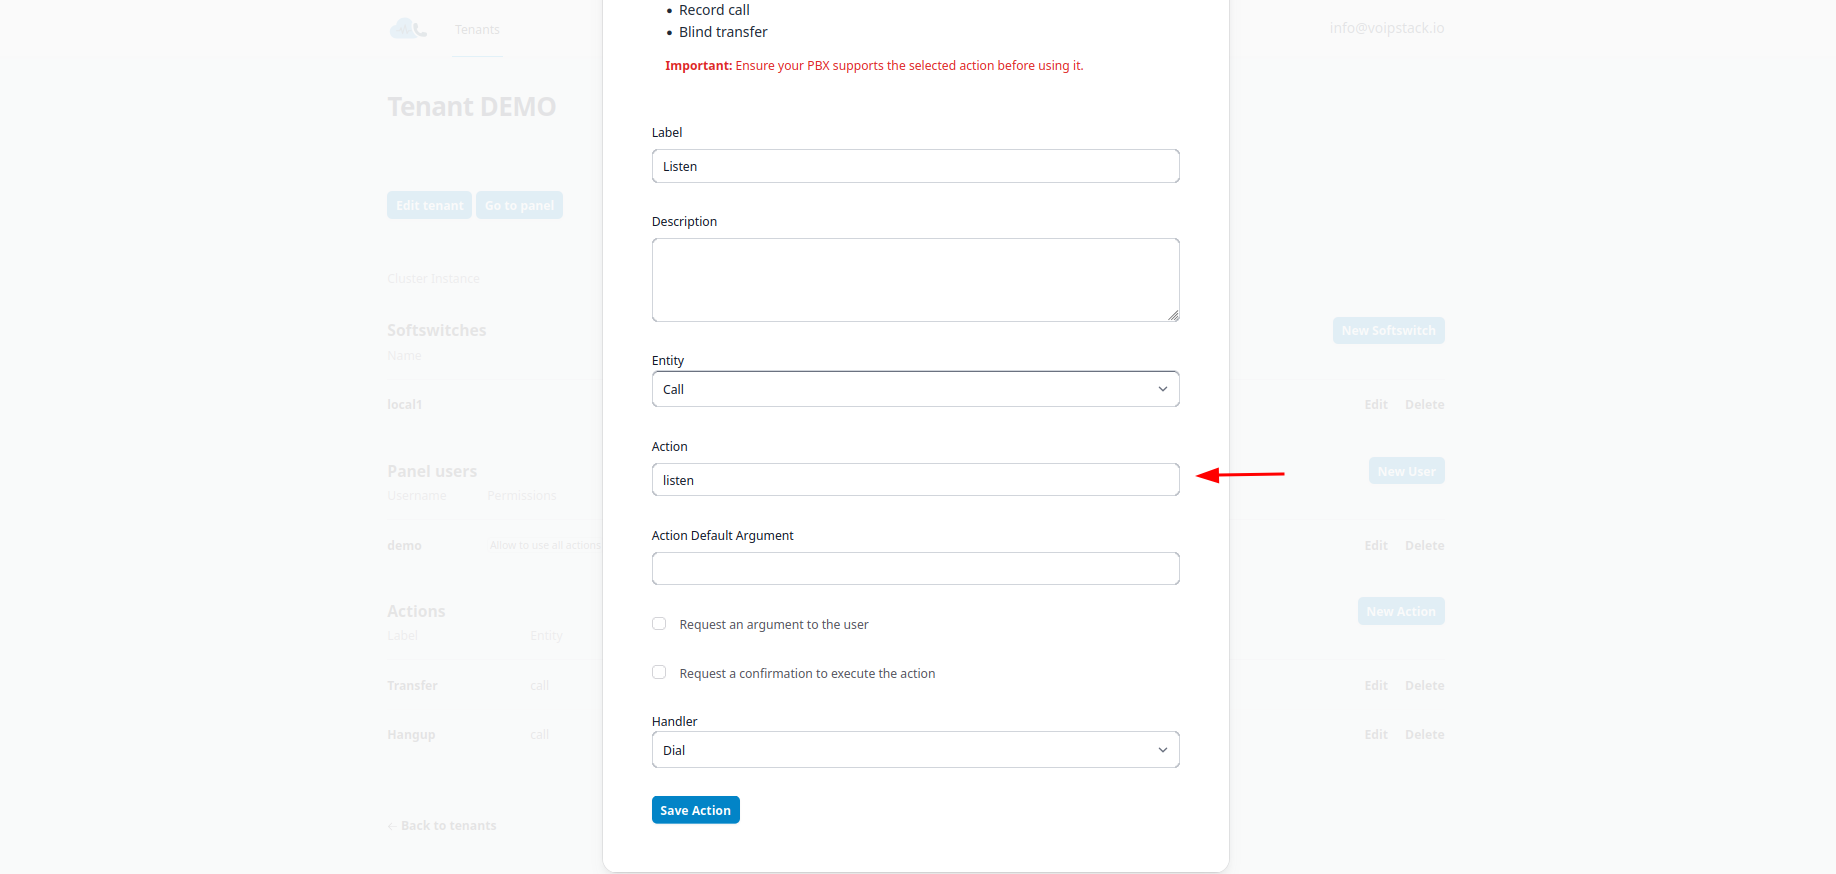 Tenants
info@voipstack.io
Tenant DEMO
Edit tenant
Go to panel
Cluster Instance
Softswitches
New Softswitch
Name
local1
Edit Delete
Panel users
New User
Username Permissions
demo Allow to use all actions
Edit Delete
Actions
New Action
Label Entity
Transfer call
Edit Delete
Hangup call
Edit Delete
← Back to tenants
• Record call
• Blind transfer
Important: Ensure your PBX supports the selected action before using it.
Label
Listen
Description
Entity
Call
Action
listen
Action Default Argument
Request an argument to the user
Request a confirmation to execute the action
Handler
Dial
Save Action